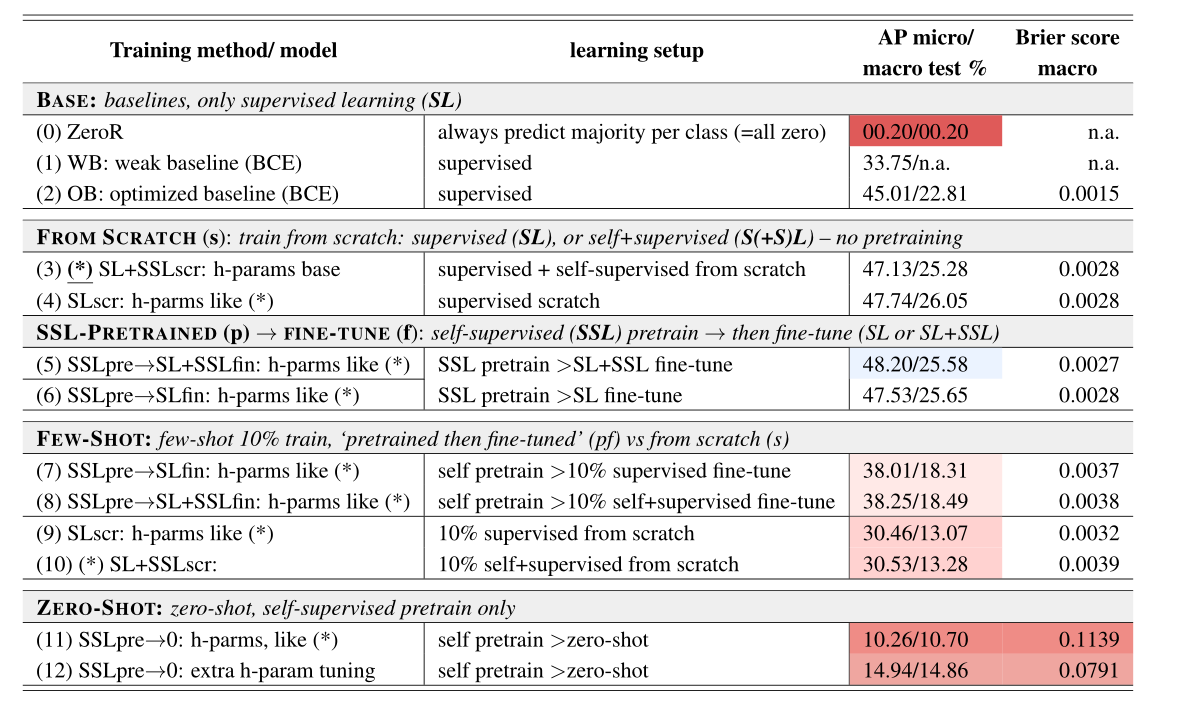 Training method/ model learning setup AP micro/ macro test % Brier score macro
BASE: baselines, only supervised learning (SL)
(0) ZeroR always predict majority per class (=all zero) 00.20/00.20 n.a.
(1) WB: weak baseline (BCE) supervised 33.75/n.a. n.a.
(2) OB: optimized baseline (BCE) supervised 45.01/22.81 0.0015
FROM SCRATCH (s): train from scratch: supervised (SL), or self+supervised (S(+S)L) – no pretraining
(3) (*) SL+SSLscr: h-params base supervised + self-supervised from scratch 47.13/25.28 0.0028
(4) SLscr: h-parms like (*) supervised scratch 47.74/26.05 0.0028
SSL-PRETRAINED (p) → FINE-TUNE (f): self-supervised (SSL) pretrain → then fine-tune (SL or SL+SSL)
(5) SSLpre→SL+SSLfin: h-parms like (*) SSL pretrain >SL+SSL fine-tune 48.20/25.58 0.0027
(6) SSLpre→SLfin: h-parms like (*) SSL pretrain >SL fine-tune 47.53/25.65 0.0028
FEW-SHOT: few-shot 10% train, ‘pretrained then fine-tuned’ (pf) vs from scratch (s)
(7) SSLpre→SLfin: h-parms like (*) self pretrain >10% supervised fine-tune 38.01/18.31 0.0037
(8) SSLpre→SL+SSLfin: h-parms like (*) self pretrain >10% self+supervised fine-tune 38.25/18.49 0.0038
(9) SLscr: h-parms like (*) 10% supervised from scratch 30.46/13.07 0.0032
(10) (*) SL+SSLscr: 10% self+supervised from scratch 30.53/13.28 0.0039
ZERO-SHOT: zero-shot, self-supervised pretrain only
(11) SSLpre→0: h-parms, like (*) self pretrain >zero-shot 10.26/10.70 0.1139
(12) SSLpre→0: extra h-param tuning self pretrain >zero-shot 14.94/14.86 0.0791